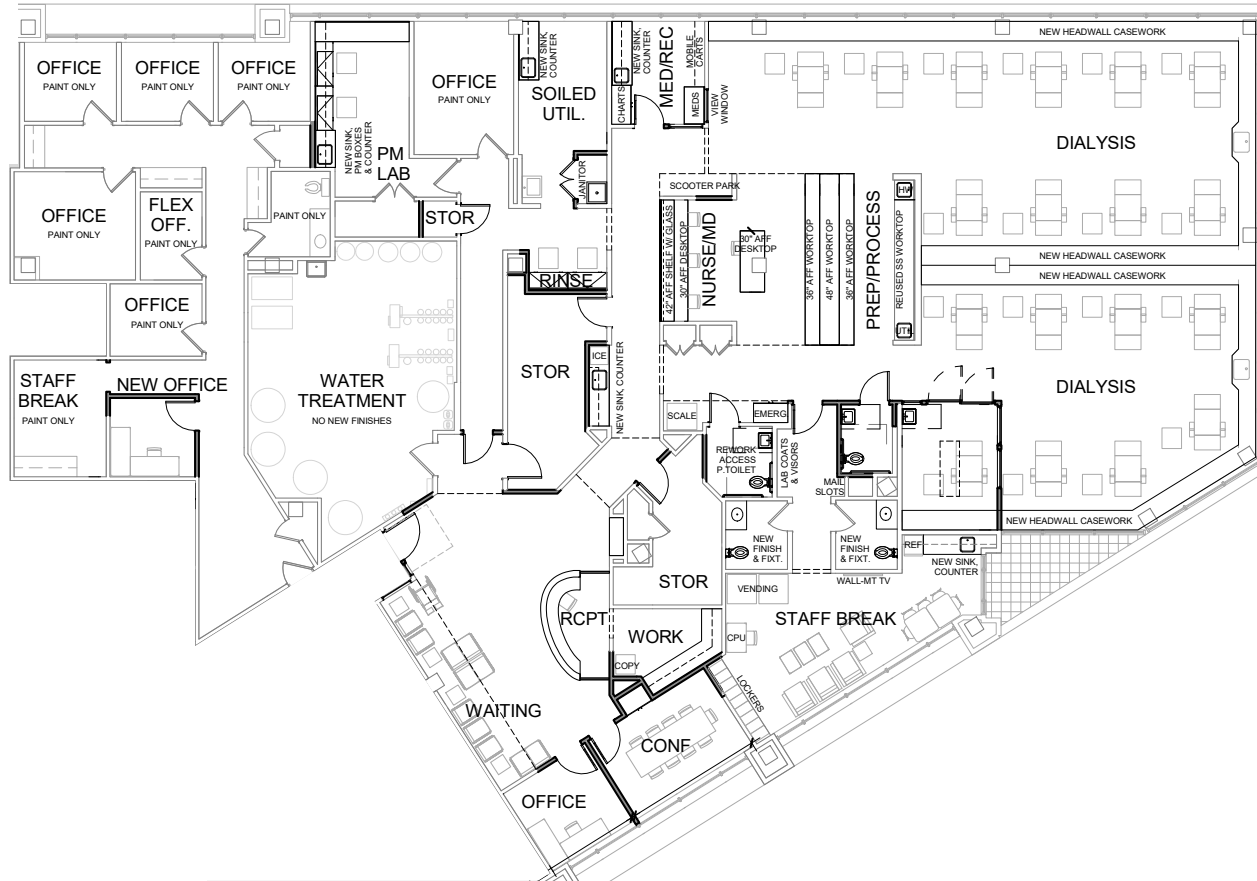 OFFICE
PAINT ONLY
OFFICE
PAINT ONLY
OFFICE
PAINT ONLY
NEW SINK,
PM BOXES
& COUNTER
PM
LAB
OFFICE
NEW SINK,
COUNTER
SOILED
UTIL.
JANITOR
NEW SINK,
COUNTER
MED/REC
MOBILE
CARTS
CHARTS
MEDS
VIEW
WINDOW
NEW HEADWALL CASEWORK
DIALYSIS
OFFICE
PAINT ONLY
FLEX
OFF.
PAINT ONLY
PAINT ONLY
STOR
SCOOTER PARK
42" AFF SHELF W/ GLASS
30" AFF DESKTOP
NURSE/MD
30" AFF
DESKTOP
36" AFF WORKTOP
48" AFF WORKTOP
36" AFF WORKTOP
PREP/PROCESS
HW
REUSED SS WORKTOP
UTIL
NEW HEADWALL CASEWORK
NEW HEADWALL CASEWORK
RINSE
OFFICE
PAINT ONLY
STAFF
BREAK
PAINT ONLY
NEW OFFICE
WATER
TREATMENT
NO NEW FINISHES
STOR
ICE
NEW SINK, COUNTER
DIALYSIS
SCALE
EMERG
REWORK
ACCESS
P.TOILET
LAB COATS
& VISORS
MAIL
SLOTS
NEW HEADWALL CASEWORK
NEW
FINISH
& FIXT.
NEW
FINISH
& FIXT.
REF
NEW SINK,
COUNTER
WALL-MT TV
VENDING
STOR
RCPT
WORK
COPY
CPU
STAFF BREAK
LOCKERS
WAITING
CONF
OFFICE